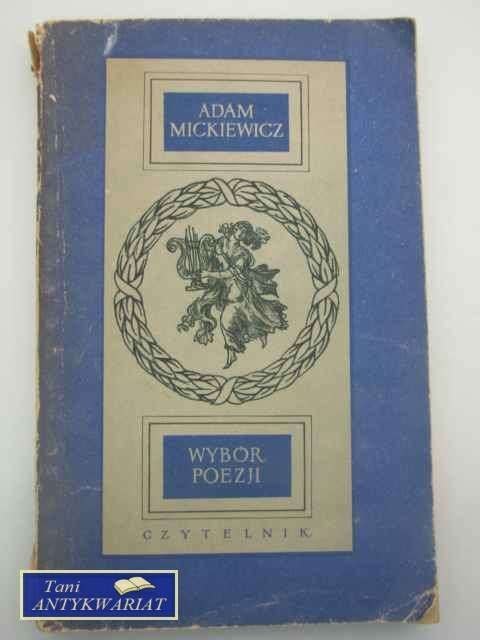 ADAM
MICKIEWICZ
WYBÓR
POEZJI
CZYTELNIK
Tani
ANTYKWARIAT